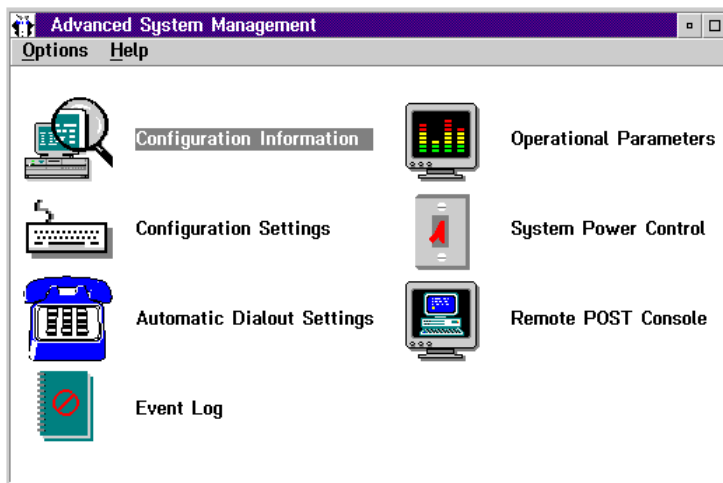 Advanced System Management
Options Help
Configuration Information
Operational Parameters
Configuration Settings
System Power Control
Automatic Dialout Settings
Remote POST Console
Event Log